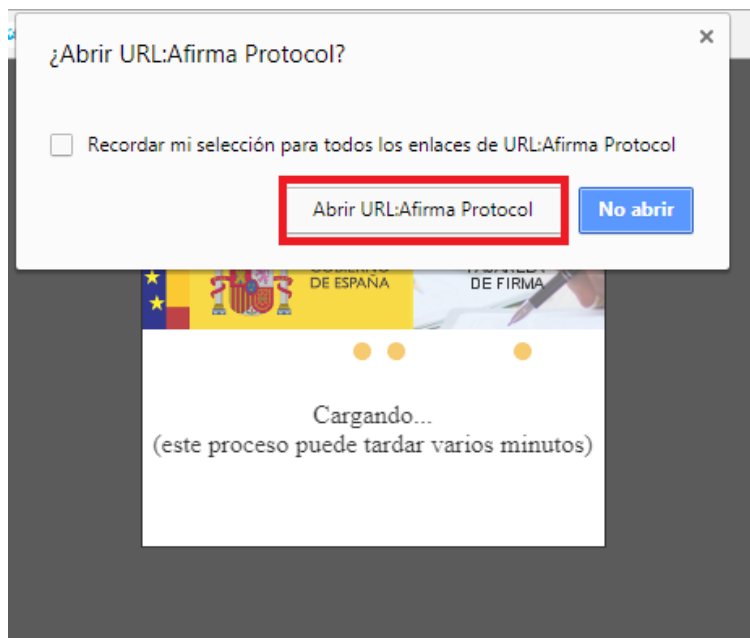 ¿Abrir URL:Afirma Protocol?
Recordar mi selección para todos los enlaces de URL:Afirma Protocol
Abrir URL:Afirma Protocol
No abrir
DE ESPAÑA
DE FIRMA
Cargando...
(este proceso puede tardar varios minutos)